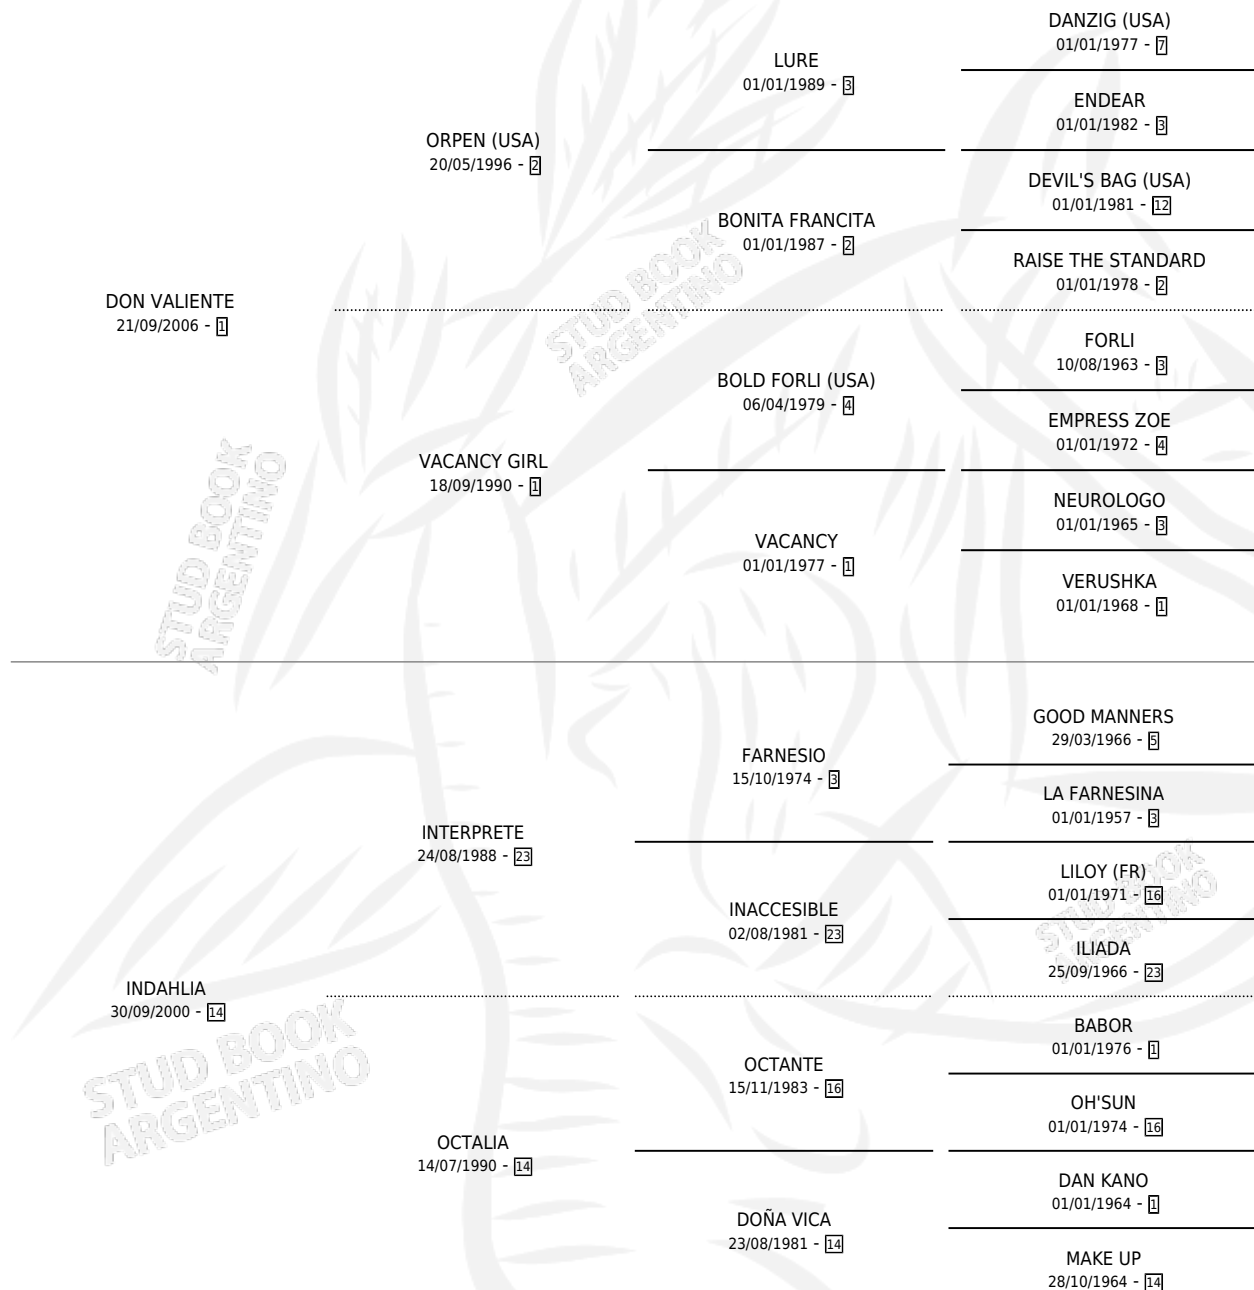 DANZIG (USA)
01/01/1977 - 7
LURE
01/01/1989 - 3
ENDEAR
01/01/1982 - 3
ORPEN (USA)
20/05/1996 - 2
DEVIL'S BAG (USA)
01/01/1981 - 12
BONITA FRANCITA
01/01/1987 - 2
RAISE THE STANDARD
01/01/1978 - 2
DON VALIENTE
21/09/2006 - 1
FORLI
10/08/1963 - 3
BOLD FORLI (USA)
06/04/1979 - 4
EMPRESS ZOE
01/01/1972 - 4
VACANCY GIRL
18/09/1990 - 1
NEUROLOGO
01/01/1965 - 3
VACANCY
01/01/1977 - 1
VERUSHKA
01/01/1968 - 1
GOOD MANNERS
29/03/1966 - 5
FARNESIO
15/10/1974 - 3
LA FARNESINA
01/01/1957 - 3
INTERPRETE
24/08/1988 - 23
LILOY (FR)
01/01/1971 - 16
INACCESIBLE
02/08/1981 - 23
ILIADA
25/09/1966 - 23
INDAHLIA
30/09/2000 - 14
BABOR
01/01/1976 - 1
OCTANTE
15/11/1983 - 16
OH'SUN
01/01/1974 - 16
OCTALIA
14/07/1990 - 14
DAN KANO
01/01/1964 - 1
DOÑA VICA
23/08/1981 - 14
MAKE UP
28/10/1964 - 14
STUD BOOK
ARGENTINO
STUD BOOK
ARGENTINO
STUD BOOK
ARGENTINO
STUD BOOK
ARGENTINO